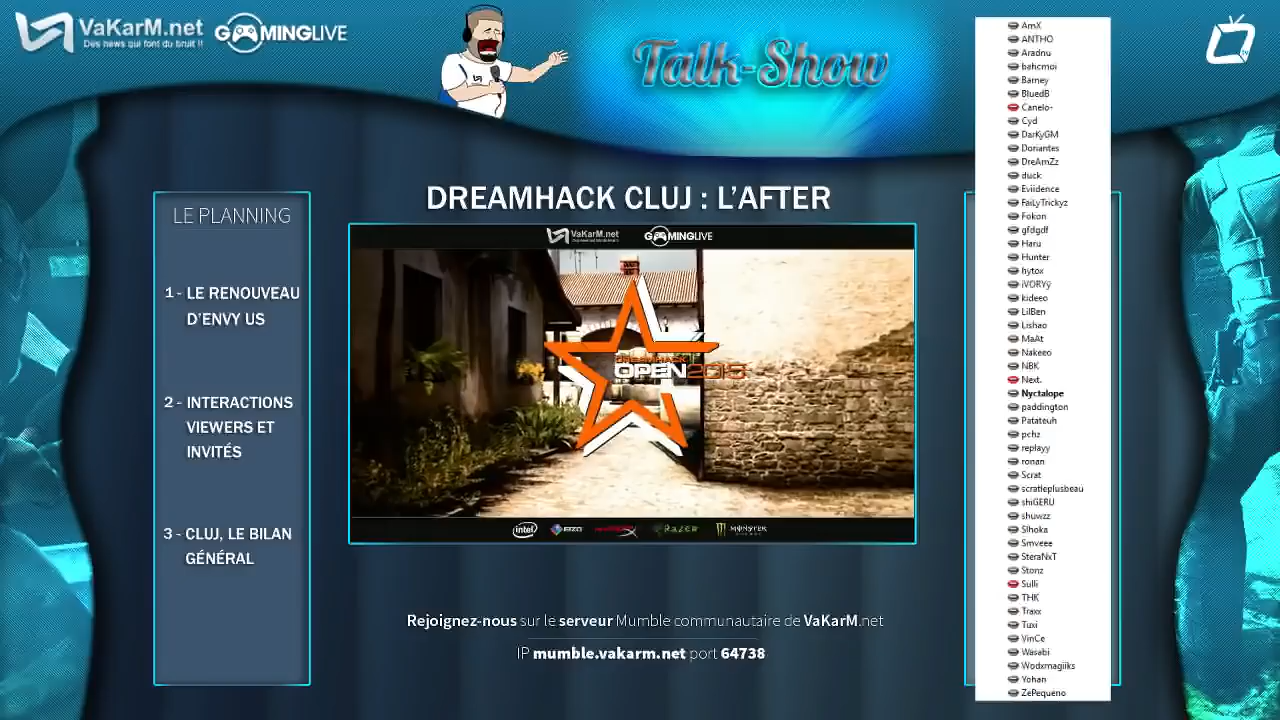 VaKarM.net
Des news qui font du bruit !!
GAMINGLIVE
Talk-Show
tv
LE PLANNING
1 - LE RENOUVEAU
D'ENVY US
2 - INTERACTIONS
VIEWERS ET
INVITÉS
3 - CLUJ, LE BILAN
GÉNÉRAL
DREAMHACK CLUJ : L'AFTER
VaKarM.net
GAMINGLIVE
DREAMHACK
OPEN2015
intel
RAZER
MONSTER
Rejoignez-nous sur le serveur Mumble communautaire de VaKarM.net
IP mumble.vakarm.net port 64738
AmX
ANTHO
Aradnu
bahcmoi
Barney
BluedB
Canelo-
Cyd
DarKyGM
Doriantes
DreAmZz
duck
Eviidence
FaiLyTrickyz
Fokon
gfdgdf
Haru
Hunter
hytox
iVORYy
kideeo
LilBen
Lishao
MaAt
Nakeeo
NBK
Next.
Nyctalope
paddington
Patateuh
pchz
replayy
ronan
Scrat
scratleplusbeau
shiGERU
shuwzz
Slhoka
Smveee
SteraNxT
Stonz
Sulli
THK
Traxx
Tuxi
VinCe
Wasabi
Wodxmagiiks
Yohan
ZePequeno